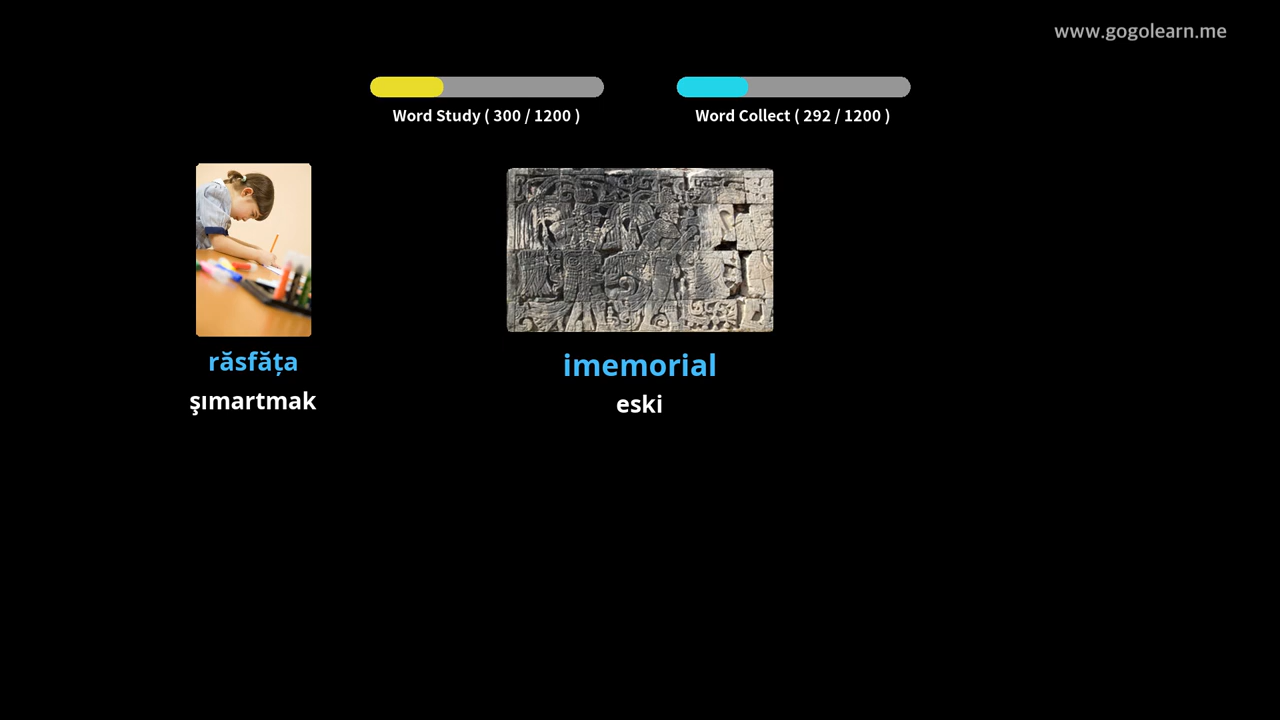 www.gogolearn.me
Word Study ( 300 / 1200 )
Word Collect ( 292 / 1200 )
răsfăța
şımartmak
imemorial
eski